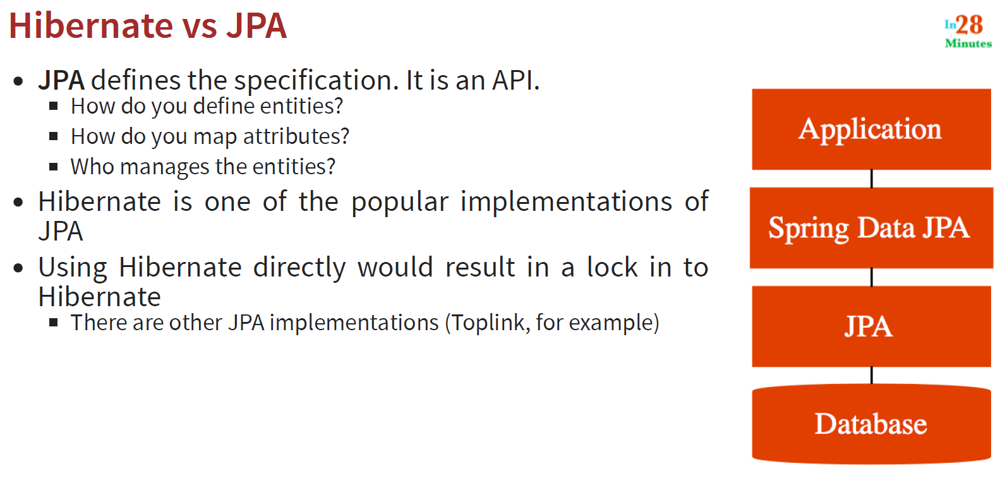 Hibernate vs JPA
In28
Minutes
JPA defines the specification. It is an API.
How do you define entities?
How do you map attributes?
Who manages the entities?
Hibernate is one of the popular implementations of
JPA
Using Hibernate directly would result in a lock in to
Hibernate
There are other JPA implementations (Toplink, for example)
Application
Spring Data JPA
JPA
Database